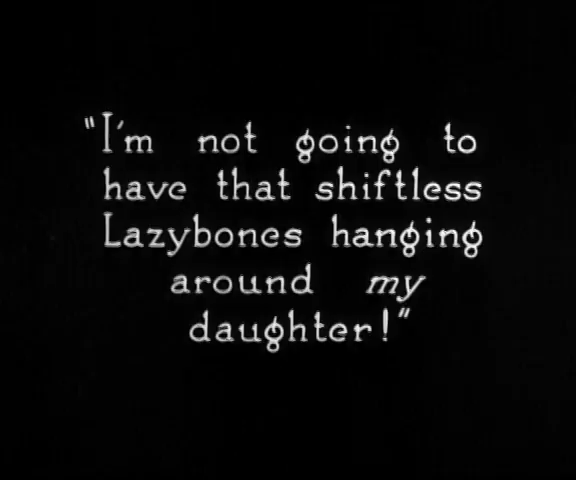 "I'm not going to
have that shiftless
Lazybones hanging
around my
daughter!"